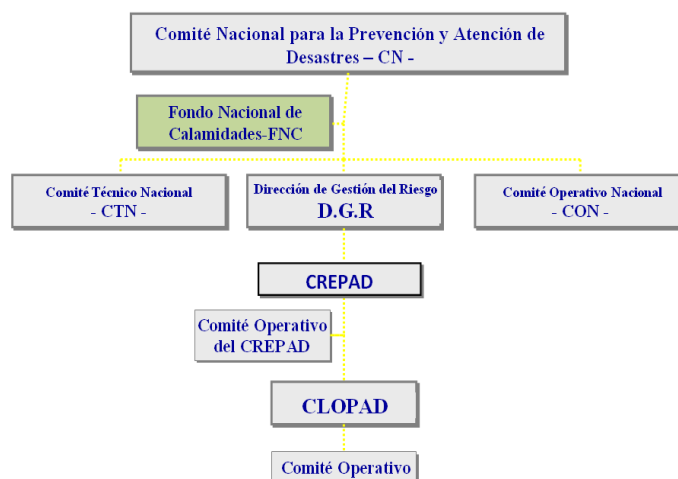 Comité Nacional para la Prevención y Atención de
Desastres – CN -
Fondo Nacional de
Calamidades-FNC
Comité Técnico Nacional
- CTN -
Dirección de Gestión del Riesgo
D.G.R
Comité Operativo Nacional
- CON -
CREPAD
Comité Operativo
del CREPAD
CLOPAD
Comité Operativo